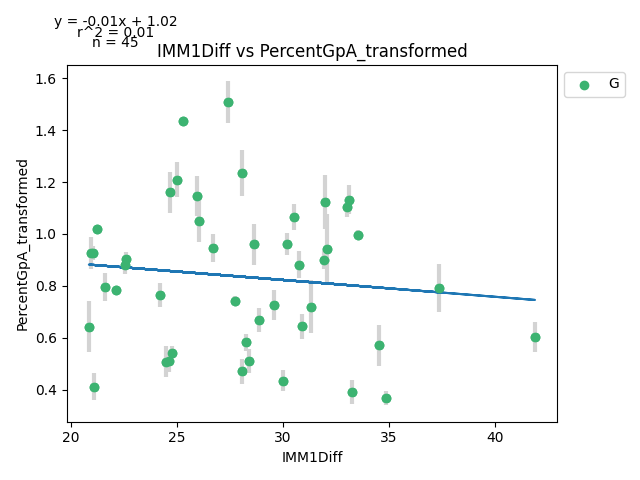 y = -0.01x + 1.02
r^2 = 0.01
n = 45
IMM1Diff vs PercentGpA_transformed
G
PercentGpA_transformed
1.6
1.4
1.2
1.0
0.8
0.6
0.4
20 25 30 35 40
IMM1Diff